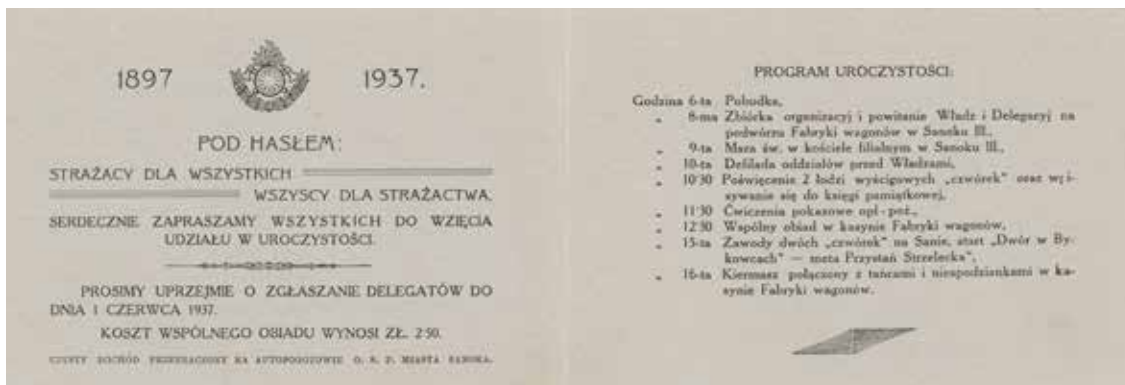 1897 1937.
POD HASŁEM:
STRAŻACY DLA WSZYSTKICH
WSZYSCY DLA STRAŻACTWA.
SERDECZNIE ZAPRASZAMY WSZYSTKICH DO WZIĘCIA
UDZIAŁU W UROCZYSTOŚCI.
PROSIMY UPRZEJMIE O ZGŁASZANIE DELEGATÓW DO
DNIA 1 CZERWCA 1937.
KOSZT WSPÓLNEGO OBIADU WYNOSI ZŁ. 2·50.
CZYSTY DOCHÓD PRZEZNACZONY NA AUTOPOGOTOWIE O. S. P. MIASTA SANOKA.
PROGRAM UROCZYSTOŚCI:
Godzina 6-ta Pobudka,
„ 8-ma Zbiórka organizacyj i powitanie Władz i Delegacyj na
podwórzu Fabryki wagonów w Sanoku III.,
„ 9-ta Msza św. w kościele filialnym w Sanoku III.,
„ 10-ta Defilada oddziałów przed Władzami,
„ 10·30 Poświęcenie 2 łodzi wyścigowych „czwórek" oraz wpi-
sywanie się do księgi pamiątkowej,
„ 11·30 Ćwiczenia pokazowe opl.-poż.,
„ 12·30 Wspólny obiad w kasynie Fabryki wagonów,
„ 15-ta Zawody dwóch „czwórek" na Sanie, start „Dwór w By-
kowcach" — meta Przystań Strzelecka",
„ 16-ta Kiermasz połączony z tańcami i niespodziankami w ka-
synie Fabryki wagonów.